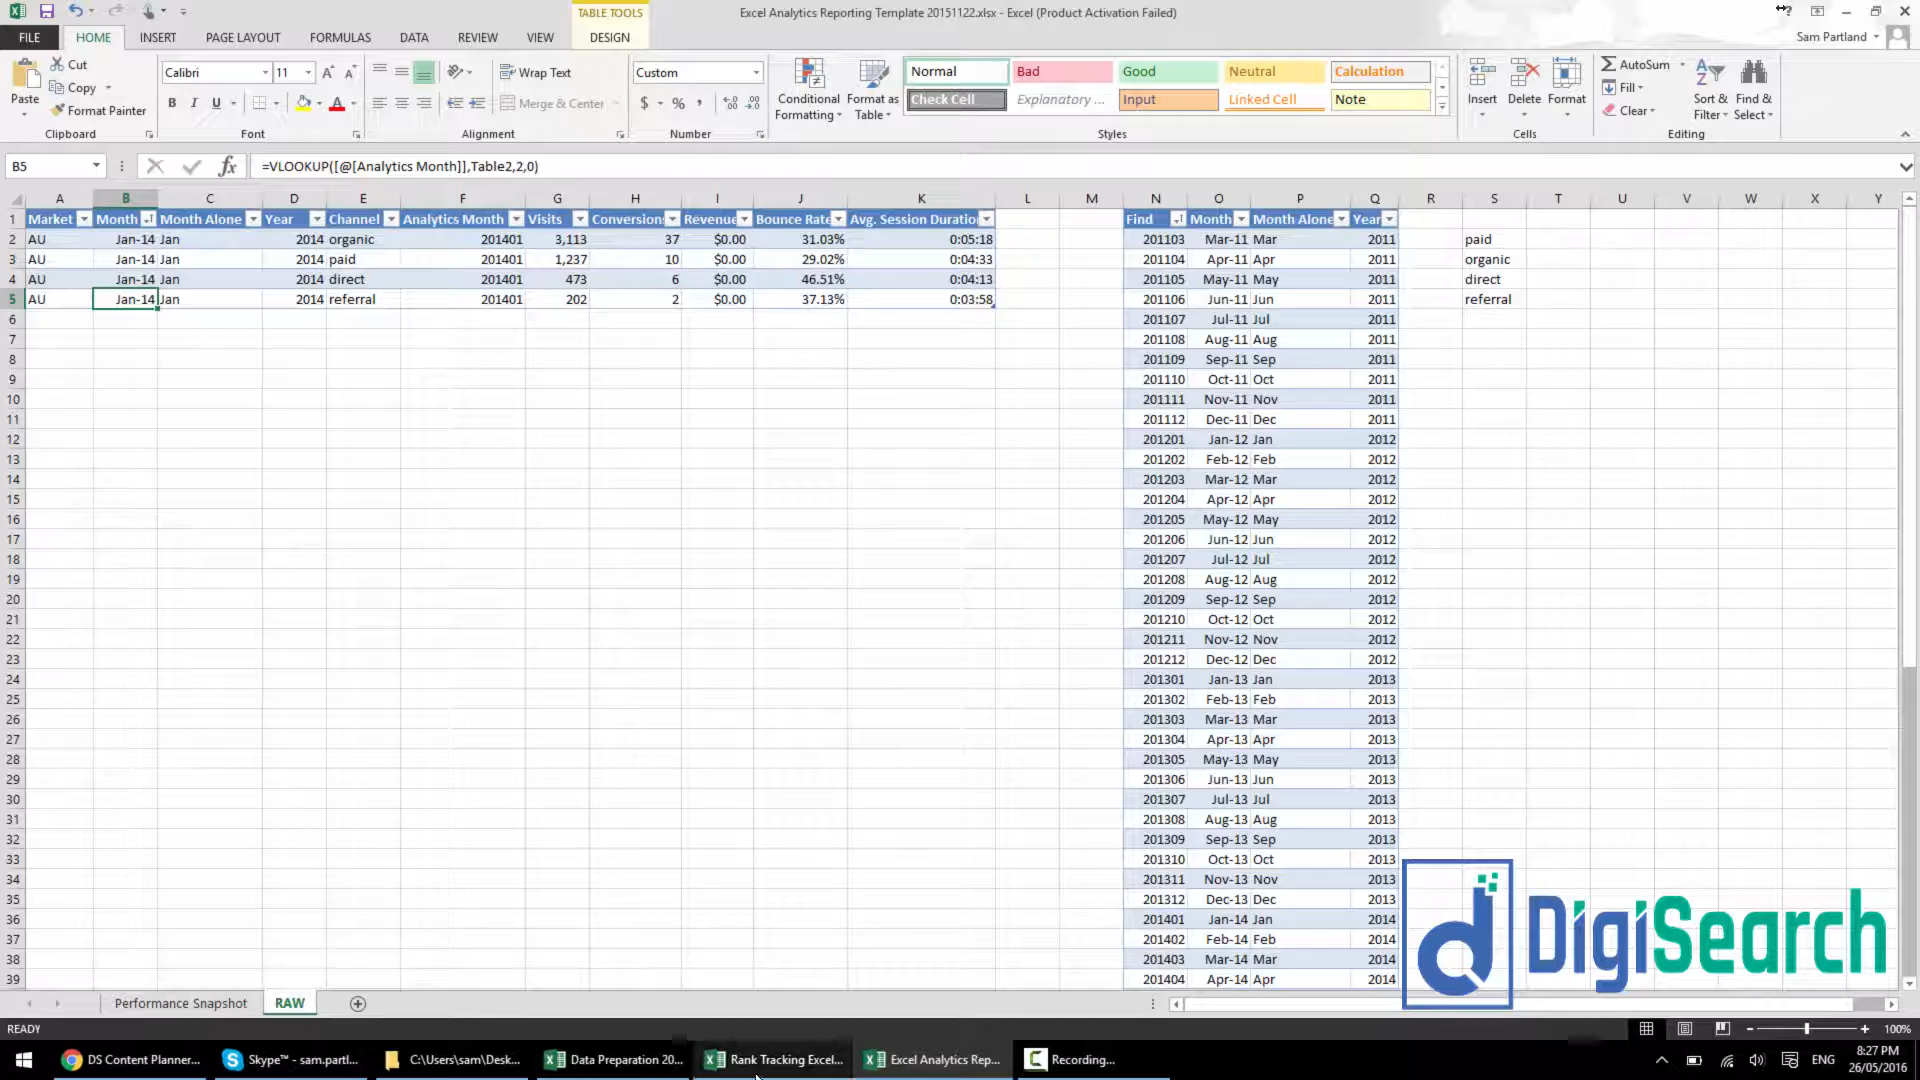 Excel Analytics Reporting Template 20151122.xlsx - Excel (Product Activation Failed)
TABLE TOOLS
FILE HOME INSERT PAGE LAYOUT FORMULAS DATA REVIEW VIEW DESIGN Sam Partland
Cut
Copy
Format Painter
Paste
Clipboard
Calibri 11
B I U
Font
Wrap Text
Merge & Center
Alignment
Custom
$ %
Number
Conditional Formatting
Format as Table
Normal Bad Good Neutral Calculation
Check Cell Explanatory ... Input Linked Cell Note
Styles
Insert Delete Format
Cells
AutoSum
Fill
Clear
Sort & Filter
Find & Select
Editing
B5 fx =VLOOKUP([@[Analytics Month]],Table2,2,0)
A B C D E F G H I J K L M N O P Q R S T U V W X Y
1 Market Month Month Alone Year Channel Analytics Month Visits Conversions Revenue Bounce Rate Avg. Session Duratio Find Month Month Alone Year
2 AU Jan-14 Jan 2014 organic 201401 3,113 37 $0.00 31.03% 0:05:18 201103 Mar-11 Mar 2011 paid
3 AU Jan-14 Jan 2014 paid 201401 1,237 10 $0.00 29.02% 0:04:33 201104 Apr-11 Apr 2011 organic
4 AU Jan-14 Jan 2014 direct 201401 473 6 $0.00 46.51% 0:04:13 201105 May-11 May 2011 direct
5 AU Jan-14 Jan 2014 referral 201401 202 2 $0.00 37.13% 0:03:58 201106 Jun-11 Jun 2011 referral
6 201107 Jul-11 Jul 2011
7 201108 Aug-11 Aug 2011
8 201109 Sep-11 Sep 2011
9 201110 Oct-11 Oct 2011
10 201111 Nov-11 Nov 2011
11 201112 Dec-11 Dec 2011
12 201201 Jan-12 Jan 2012
13 201202 Feb-12 Feb 2012
14 201203 Mar-12 Mar 2012
15 201204 Apr-12 Apr 2012
16 201205 May-12 May 2012
17 201206 Jun-12 Jun 2012
18 201207 Jul-12 Jul 2012
19 201208 Aug-12 Aug 2012
20 201209 Sep-12 Sep 2012
21 201210 Oct-12 Oct 2012
22 201211 Nov-12 Nov 2012
23 201212 Dec-12 Dec 2012
24 201301 Jan-13 Jan 2013
25 201302 Feb-13 Feb 2013
26 201303 Mar-13 Mar 2013
27 201304 Apr-13 Apr 2013
28 201305 May-13 May 2013
29 201306 Jun-13 Jun 2013
30 201307 Jul-13 Jul 2013
31 201308 Aug-13 Aug 2013
32 201309 Sep-13 Sep 2013
33 201310 Oct-13 Oct 2013
34 201311 Nov-13 Nov 2013
35 201312 Dec-13 Dec 2013
36 201401 Jan-14 Jan 2014
37 201402 Feb-14 Feb 2014
38 201403 Mar-14 Mar 2014
39 201404 Apr-14 Apr 2014
d DigiSearch
Performance Snapshot RAW
READY 100%
DS Content Planner... Skype™ - sam.partl... C:\Users\sam\Desk... Data Preparation 20... Rank Tracking Excel... Excel Analytics Rep... Recording... ENG 8:27 PM
26/05/2016